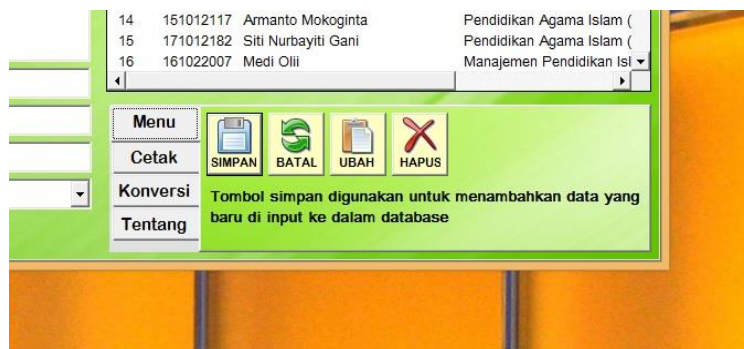 14 151012117 Armanto Mokoginta Pendidikan Agama Islam (
15 171012182 Siti Nurbayiti Gani Pendidikan Agama Islam (
16 161022007 Medi Olii Manajemen Pendidikan Isl
Menu
Cetak
Konversi
Tentang
SIMPAN BATAL UBAH HAPUS
Tombol simpan digunakan untuk menambahkan data yang
baru di input ke dalam database